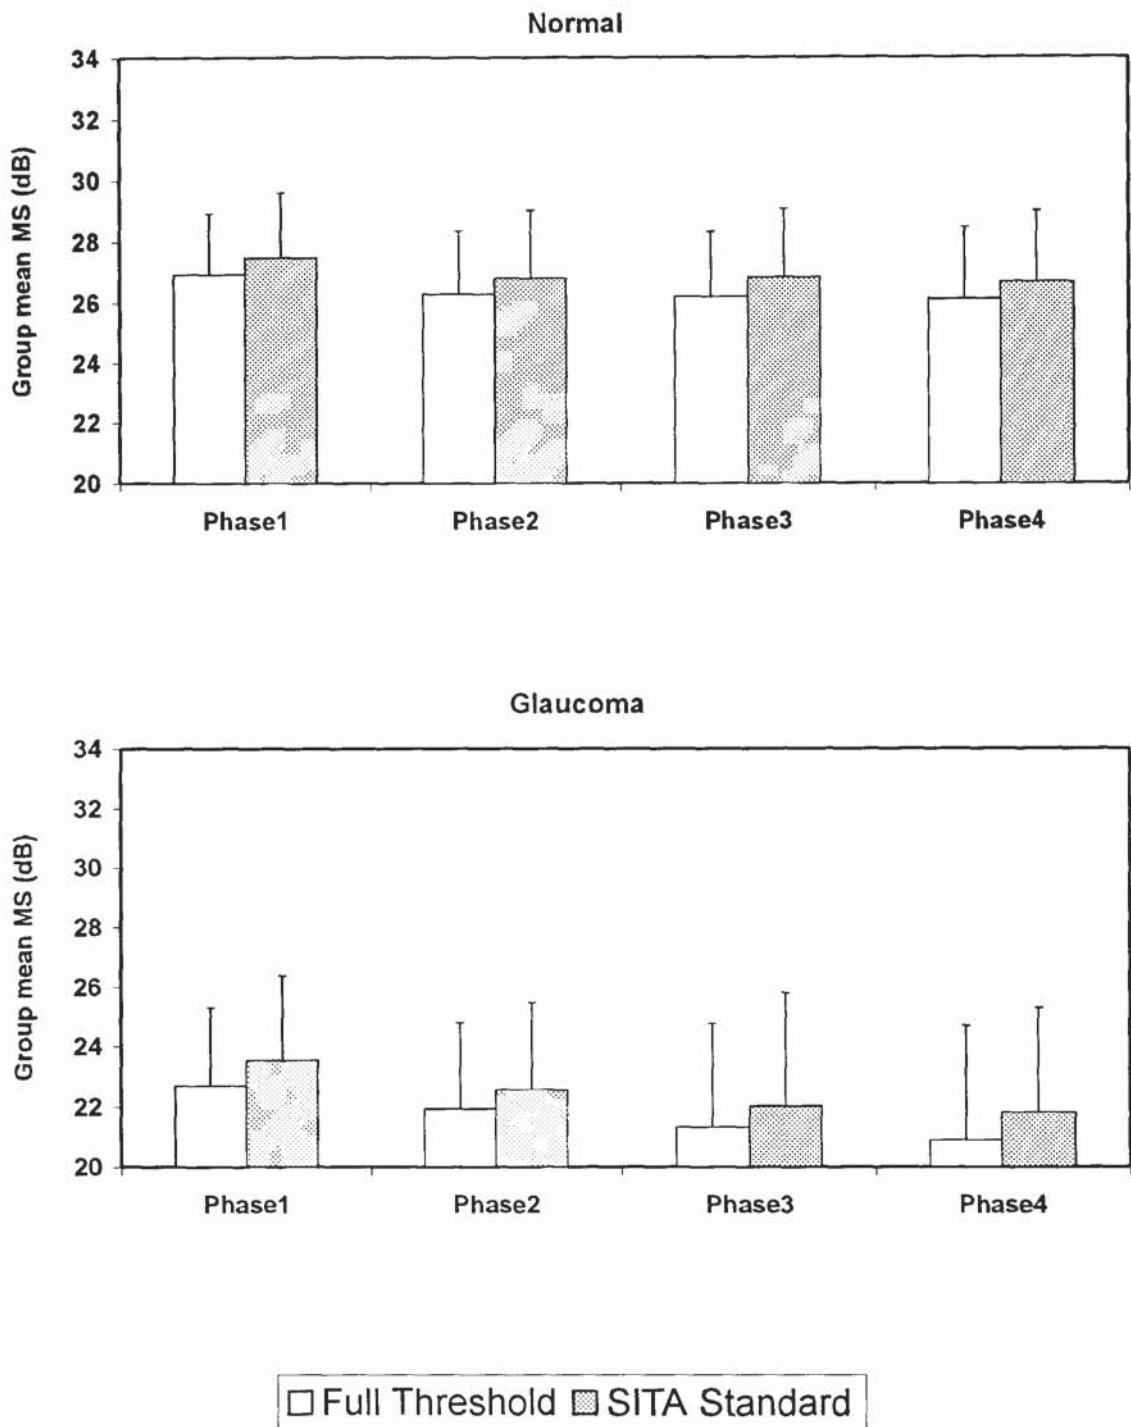 Normal
Group mean MS (dB)
34
32
30
28
26
24
22
20
Phase1 Phase2 Phase3 Phase4
Glaucoma
Group mean MS (dB)
34
32
30
28
26
24
22
20
Phase1 Phase2 Phase3 Phase4
Full Threshold SITA Standard